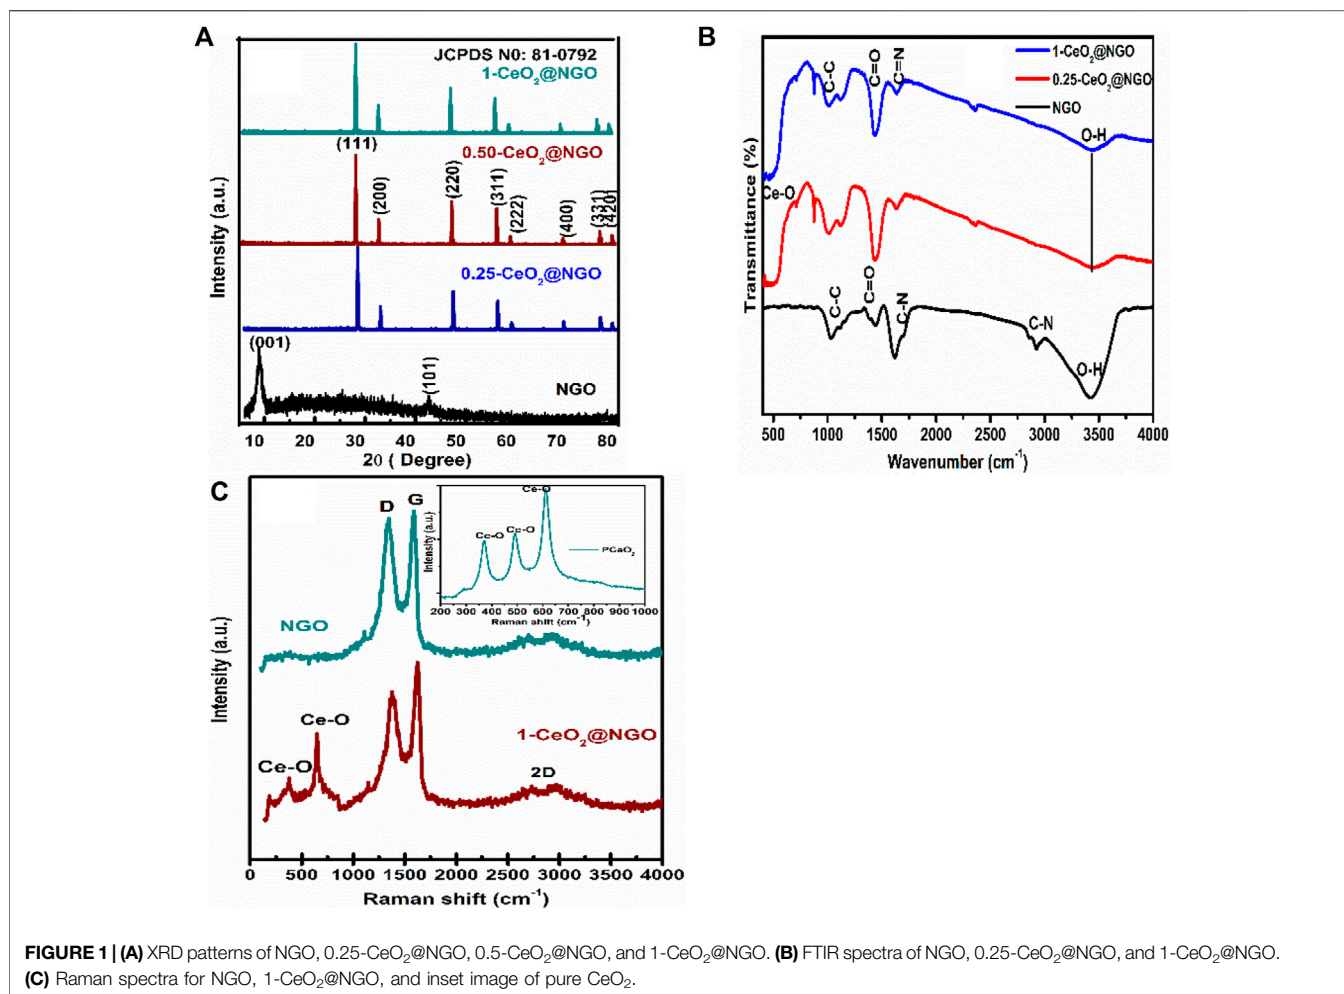 A
JCPDS N0: 81-0792
1-CeO₂@NGO
(111)
0.50-CeO₂@NGO
(200)
(220)
(311)
(222)
(400)
(331)
(420)
0.25-CeO₂@NGO
(001)
(101)
NGO
Intensity (a.u.)
10 20 30 40 50 60 70 80
2θ ( Degree)
B
1-CeO₂@NGO
0.25-CeO₂@NGO
NGO
C-C
C=O
C=N
O-H
Ce-O
C-C
C=O
C-N
C-N
O-H
Transmittance (%)
500 1000 1500 2000 2500 3000 3500 4000
Wavenumber (cm⁻¹)
C
D G
NGO
Ce-O
Ce-O
Ce-O
PCaO₂
Intensity (a.u.)
200 300 400 500 600 700 800 900 1000
Raman shift (cm⁻¹)
Ce-O
Ce-O
1-CeO₂@NGO
2D
Intensity (a.u.)
0 500 1000 1500 2000 2500 3000 3500 4000
Raman shift (cm⁻¹)
FIGURE 1 | (A) XRD patterns of NGO, 0.25-CeO₂@NGO, 0.5-CeO₂@NGO, and 1-CeO₂@NGO. (B) FTIR spectra of NGO, 0.25-CeO₂@NGO, and 1-CeO₂@NGO.
(C) Raman spectra for NGO, 1-CeO₂@NGO, and inset image of pure CeO₂.